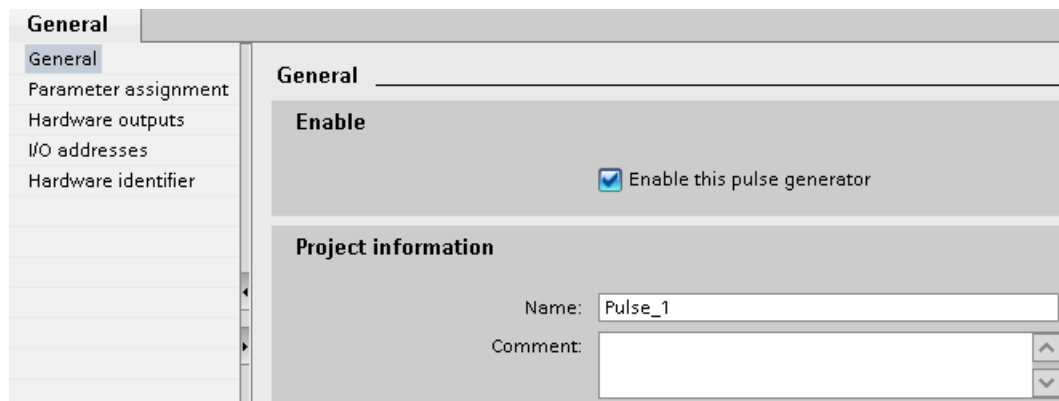 General
General
Parameter assignment
Hardware outputs
I/O addresses
Hardware identifier
General
Enable
Enable this pulse generator
Project information
Name: Pulse_1
Comment: